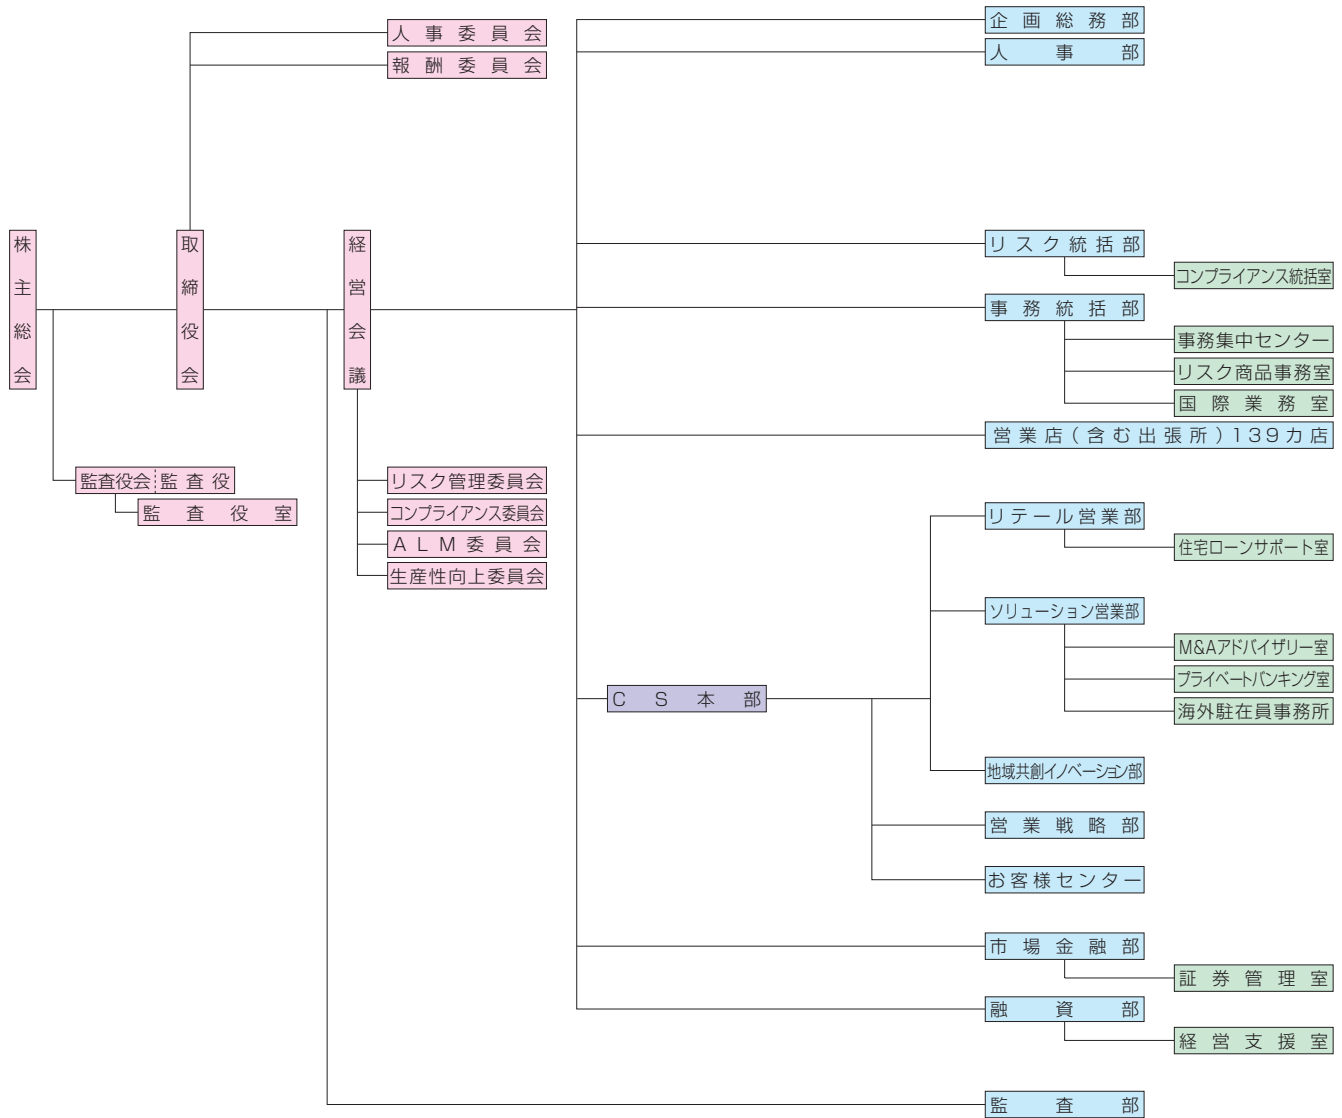 株主総会
監査役会
監査役
監査役室
取締役会
人事委員会
報酬委員会
経営会議
リスク管理委員会
コンプライアンス委員会
ALM委員会
生産性向上委員会
企画総務部
人事部
リスク統括部
コンプライアンス統括室
事務統括部
事務集中センター
リスク商品事務室
国際業務室
営業店(含む出張所)139カ店
CS本部
リテール営業部
住宅ローンサポート室
ソリューション営業部
M&Aアドバイザリー室
プライベートバンキング室
海外駐在員事務所
地域共創イノベーション部
営業戦略部
お客様センター
市場金融部
証券管理室
融資部
経営支援室
監査部